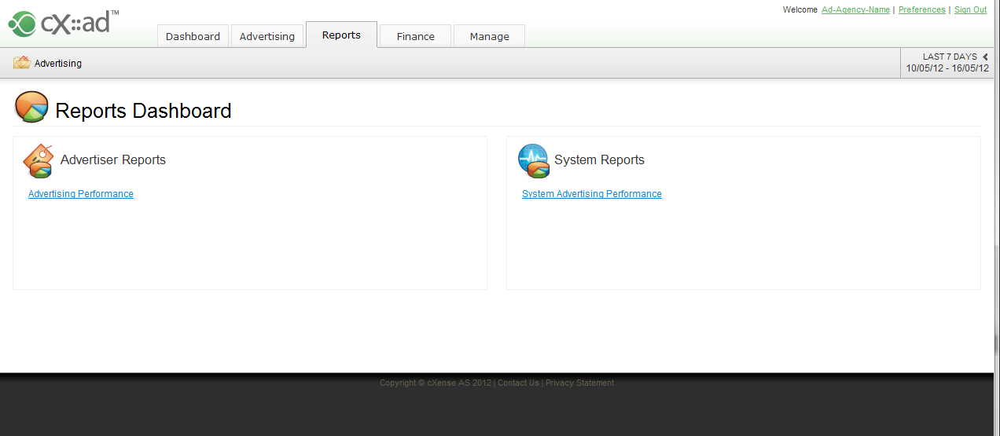 cX::ad™
Welcome Ad-Agency-Name | Preferences | Sign Out
Dashboard Advertising Reports Finance Manage
Advertising
LAST 7 DAYS
10/05/12 - 16/05/12
Reports Dashboard
Advertiser Reports
Advertising Performance
System Reports
System Advertising Performance
Copyright © cXense AS 2012 | Contact Us | Privacy Statement